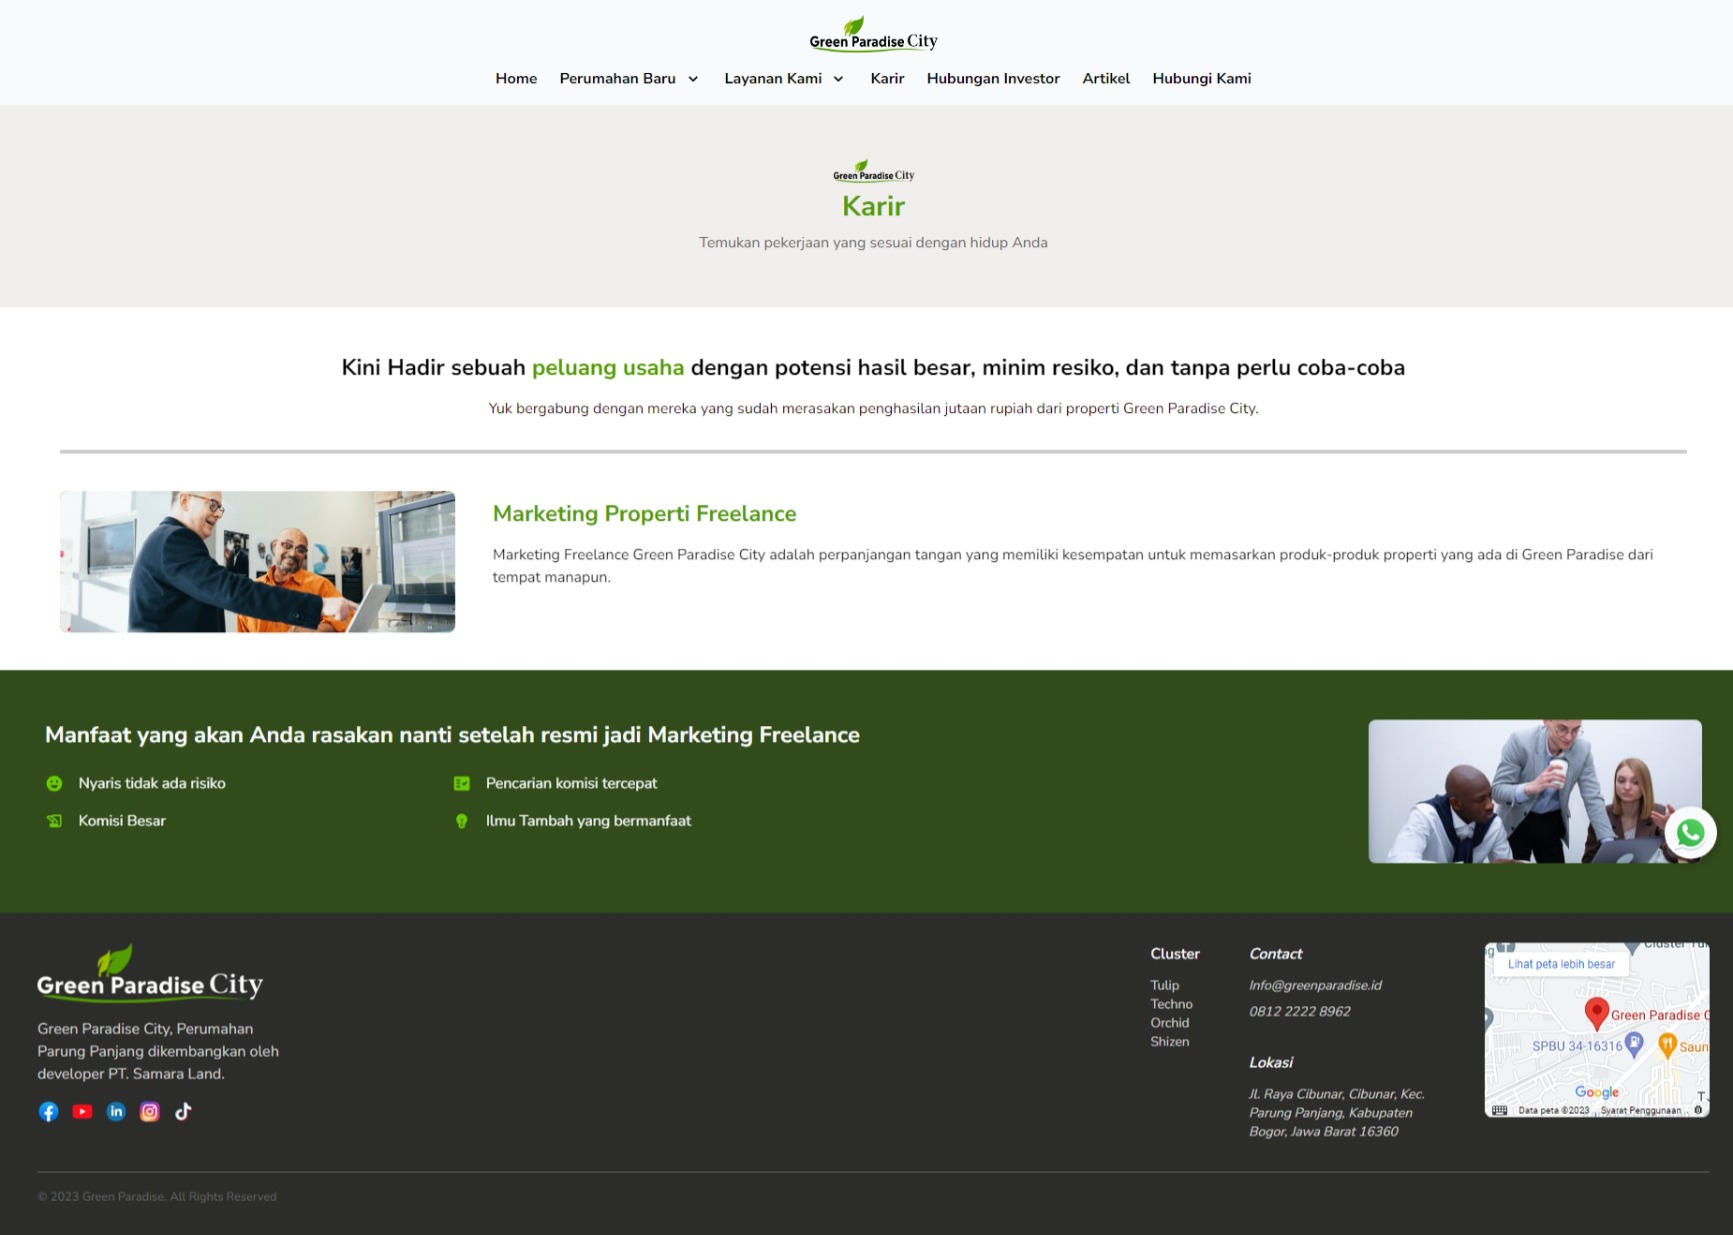 Green Paradise City
Home Perumahan Baru Layanan Kami Karir Hubungan Investor Artikel Hubungi Kami
Green Paradise City
Karir
Temukan pekerjaan yang sesuai dengan hidup Anda
Kini Hadir sebuah peluang usaha dengan potensi hasil besar, minim resiko, dan tanpa perlu coba-coba
Yuk bergabung dengan mereka yang sudah merasakan penghasilan jutaan rupiah dari properti Green Paradise City.
Marketing Properti Freelance
Marketing Freelance Green Paradise City adalah perpanjangan tangan yang memiliki kesempatan untuk memasarkan produk-produk properti yang ada di Green Paradise dari
tempat manapun.
Manfaat yang akan Anda rasakan nanti setelah resmi jadi Marketing Freelance
Nyaris tidak ada risiko
Pencarian komisi tercepat
Komisi Besar
Ilmu Tambah yang bermanfaat
Green Paradise City
Green Paradise City, Perumahan
Parung Panjang dikembangkan oleh
developer PT. Samara Land.
Cluster
Tulip
Techno
Orchid
Shizen
Contact
Info@greenparadise.id
0812 2222 8962
Lokasi
Jl. Raya Cibunar, Cibunar, Kec.
Parung Panjang, Kabupaten
Bogor, Jawa Barat 16360
Lihat peta lebih besar
Green Paradise C
SPBU 34-16316
Saun
Google
Data peta ©2023 Syarat Penggunaan
© 2023 Green Paradise. All Rights Reserved